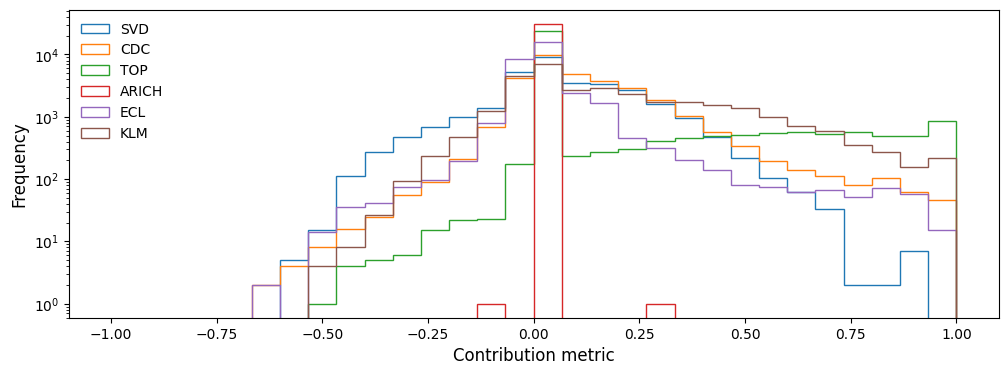 SVD
CDC
TOP
ARICH
ECL
KLM
Frequency
10⁴
10³
10²
10¹
10⁰
−1.00 −0.75 −0.50 −0.25 0.00 0.25 0.50 0.75 1.00
Contribution metric